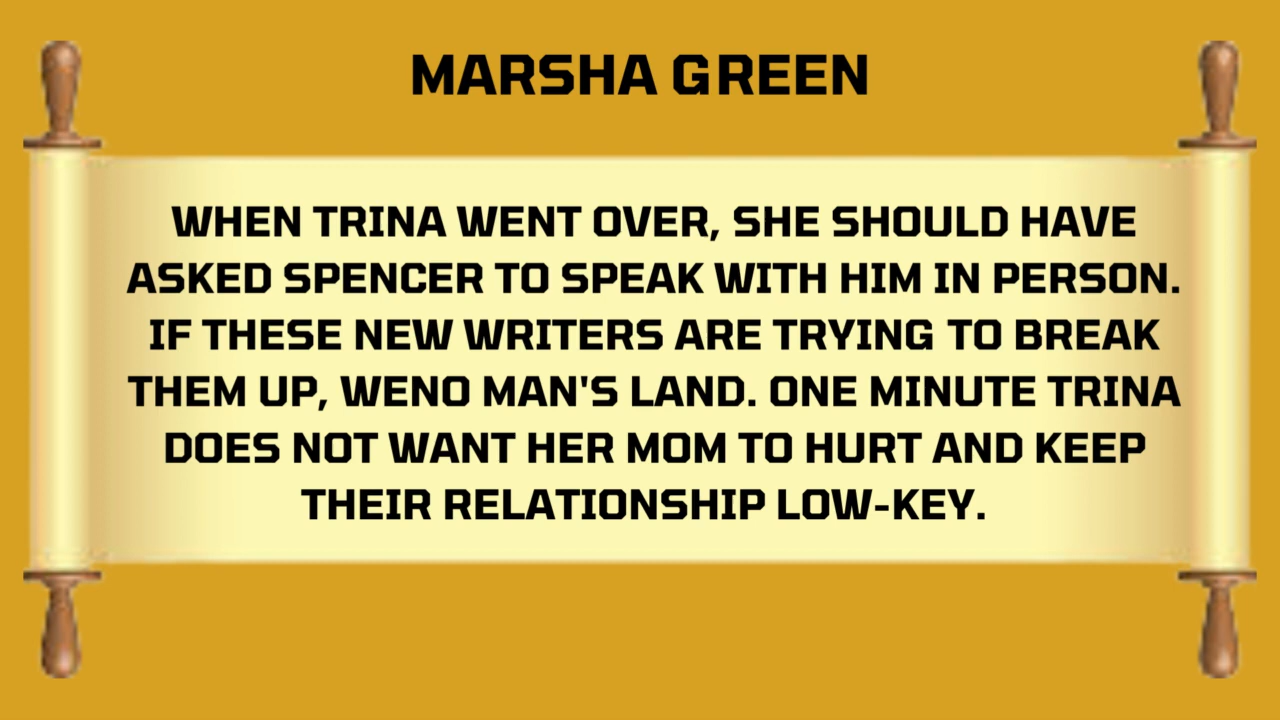 MARSHA GREEN
WHEN TRINA WENT OVER, SHE SHOULD HAVE
ASKED SPENCER TO SPEAK WITH HIM IN PERSON.
IF THESE NEW WRITERS ARE TRYING TO BREAK
THEM UP, WENO MAN'S LAND. ONE MINUTE TRINA
DOES NOT WANT HER MOM TO HURT AND KEEP
THEIR RELATIONSHIP LOW-KEY.